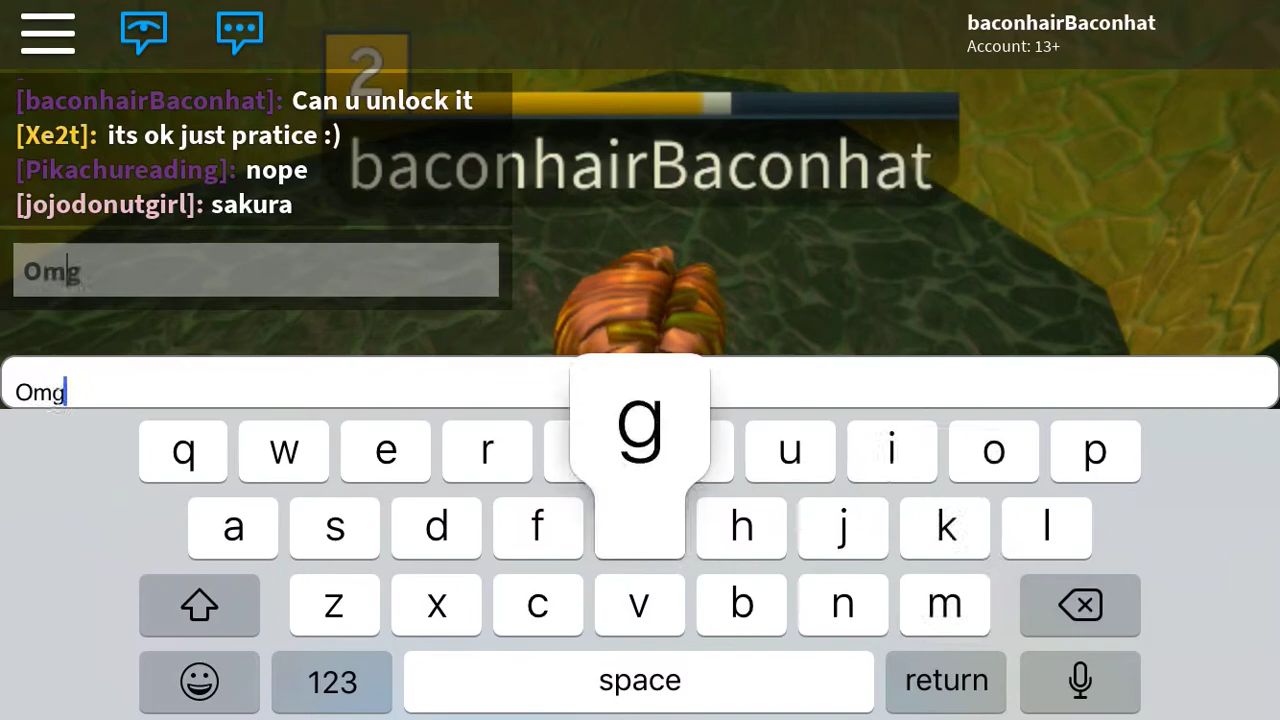 baconhairBaconhat
Account: 13+
2
[baconhairBaconhat]: Can u unlock it
[Xe2t]: its ok just pratice :)
[Pikachureading]: nope
[jojodonutgirl]: sakura
baconhairBaconhat
Omg
Omg
g
q w e r u i o p
a s d f h j k l
z x c v b n m
123 space return